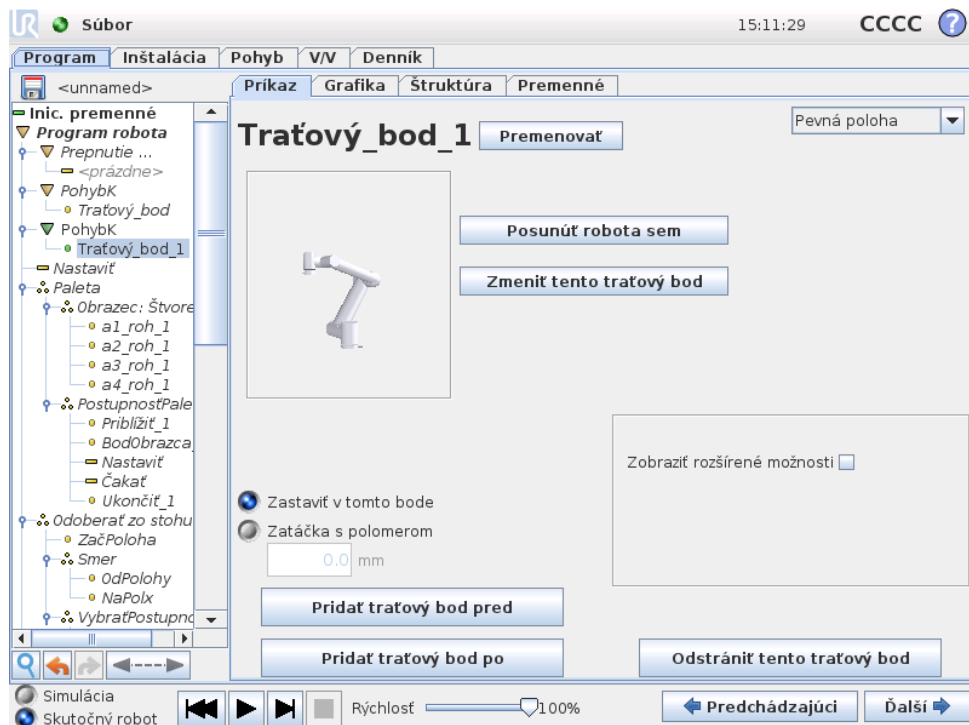 Súbor
15:11:29
CCCC
?
Program Inštalácia Pohyb V/V Denník
<unnamed>
Príkaz Grafika Štruktúra Premenné
Inic. premenné
Program robota
Prepnutie ...
<prázdne>
PohybK
Traťový_bod
PohybK
Traťový_bod_1
Nastaviť
Paleta
Obrazec: Štvore
a1_roh_1
a2_roh_1
a3_roh_1
a4_roh_1
PostupnosťPale
Priblížiť_1
BodObrazca_
Nastaviť
Čakať
Ukončiť_1
Odoberať zo stohu
ZačPoloha
Smer
OdPolohy
NaPolx
VybraťPostupno
Traťový_bod_1
Premenovať
Pevná poloha
Posunúť robota sem
Zmeniť tento traťový bod
Zobraziť rozšírené možnosti
Zastaviť v tomto bode
Zatáčka s polomerom
0.0 mm
Pridať traťový bod pred
Pridať traťový bod po
Odstrániť tento traťový bod
Simulácia
Skutočný robot
Rýchlosť
100%
Predchádzajúci
Ďalší